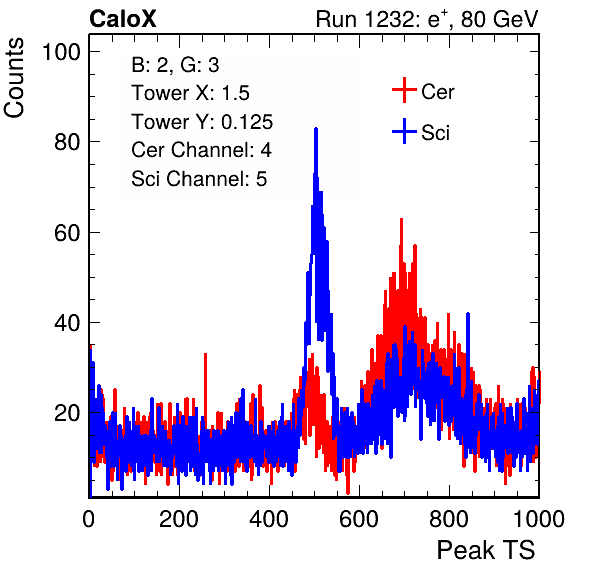 CaloX Run 1232: e⁺, 80 GeV
Counts
B: 2, G: 3
Tower X: 1.5
Tower Y: 0.125
Cer Channel: 4
Sci Channel: 5
Cer
Sci
100
80
60
40
20
0 200 400 600 800 1000
Peak TS